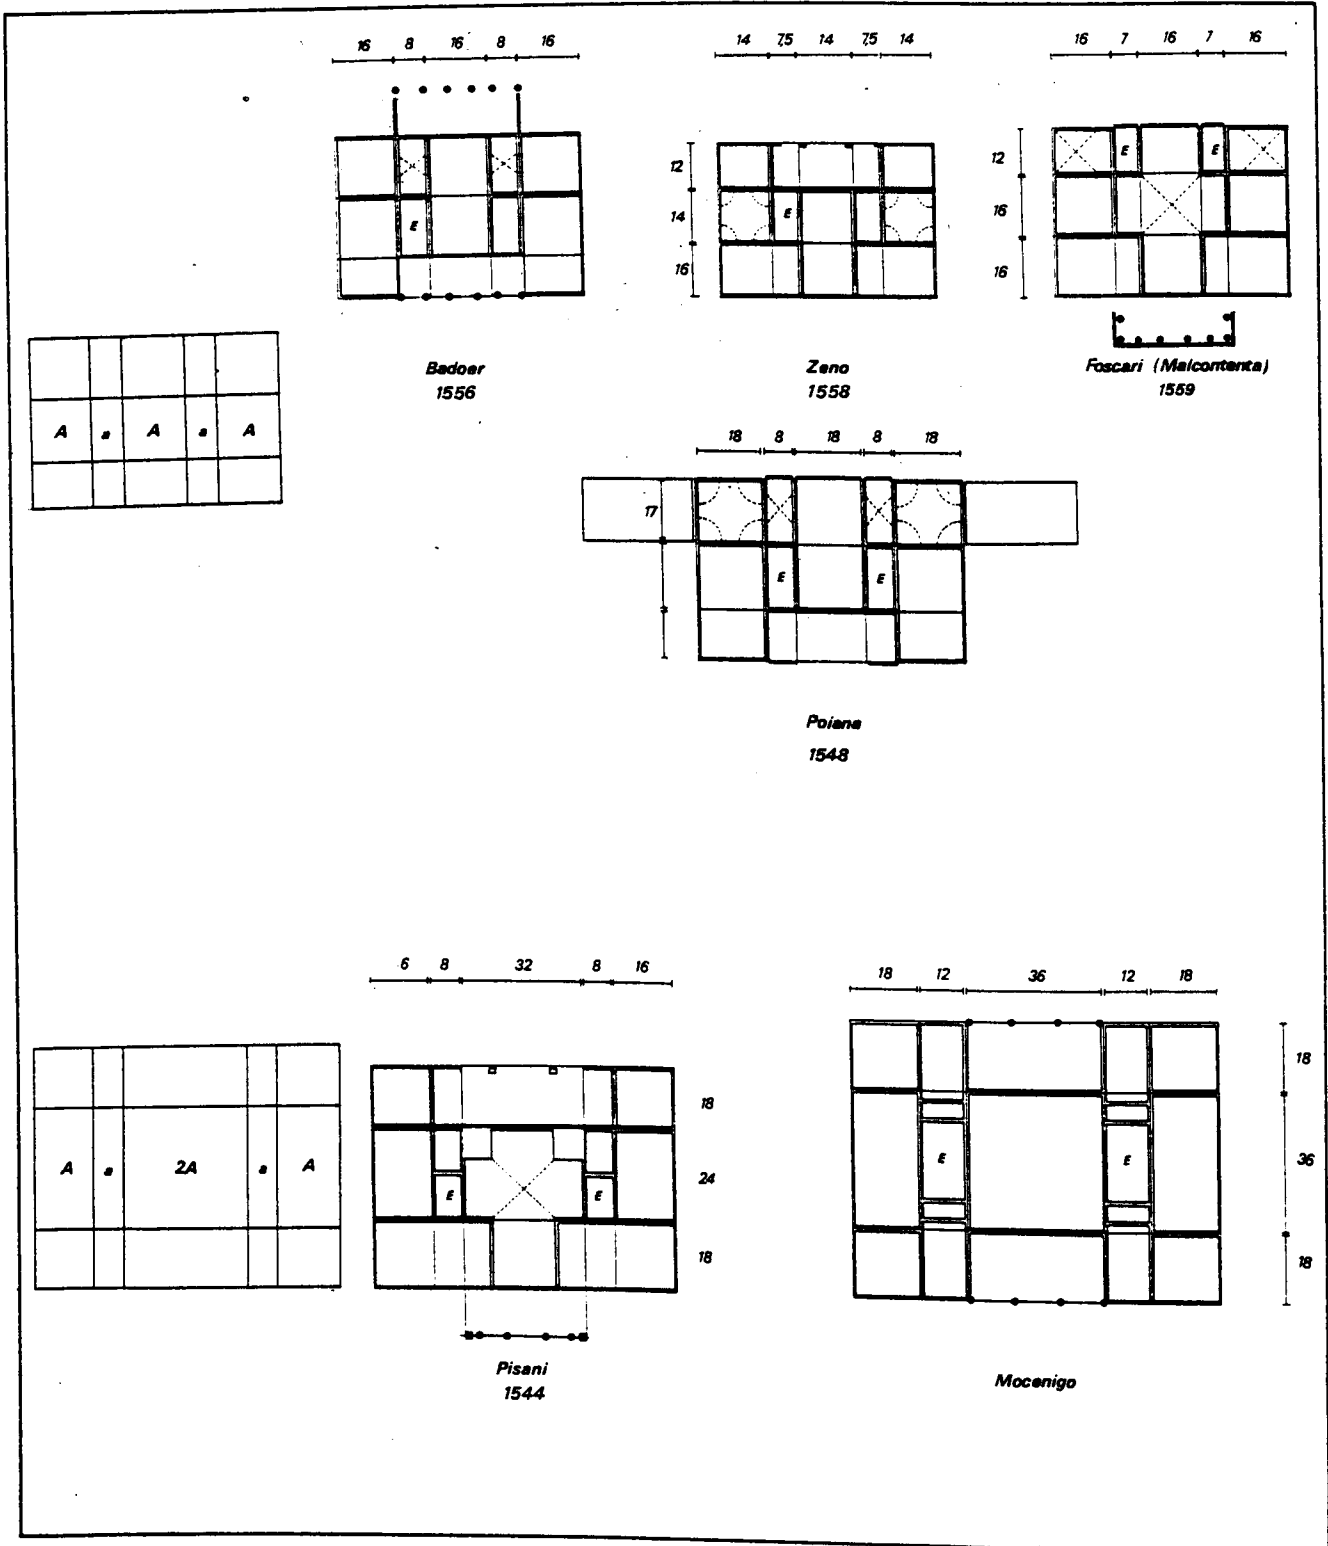 16 8 16 8 16
14 7,5 14 7,5 14
16 7 16 7 16
E
12
14
16
E
12
16
16
E E
Badoer
1556
Zeno
1558
Foscari (Malcontenta)
1559
A a A a A
18 8 18 8 18
17
E E
Poiana
1548
6 8 32 8 16
18
24
18
E E
18 12 36 12 18
18
36
18
E E
A a 2A a A
Pisani
1544
Mocenigo